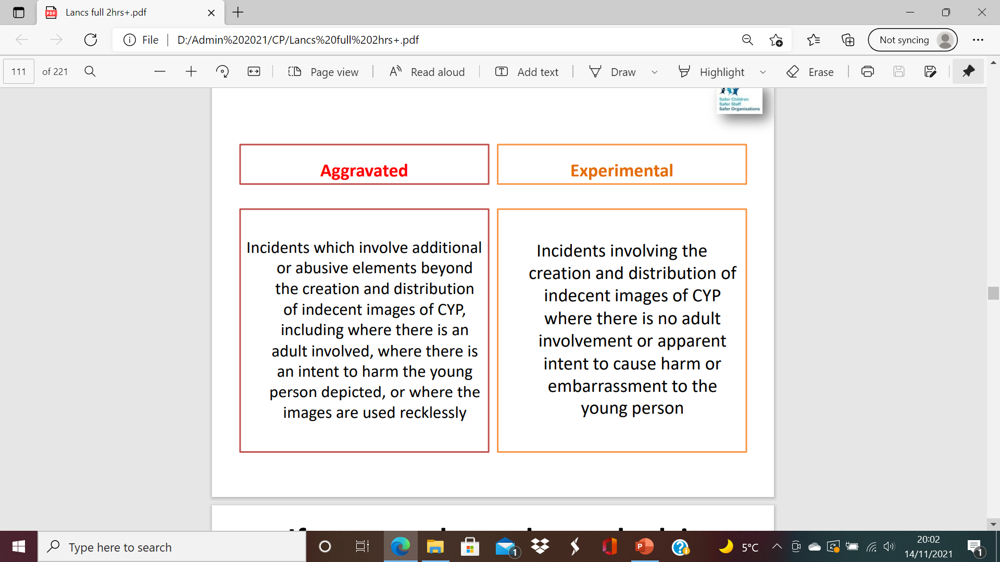 Lancs full 2hrs+.pdf
File
D:/Admin%202021/CP/Lancs%20full%202hrs+.pdf
Not syncing
111 of 221
Page view
Read aloud
Add text
Draw
Highlight
Erase
Safer Children
Safer Staff
Safer Organisations
Aggravated
Incidents which involve additional
or abusive elements beyond
the creation and distribution
of indecent images of CYP,
including where there is an
adult involved, where there is
an intent to harm the young
person depicted, or where the
images are used recklessly
Experimental
Incidents involving the
creation and distribution of
indecent images of CYP
where there is no adult
involvement or apparent
intent to cause harm or
embarrassment to the
young person
Type here to search
1
5°C
20:02
14/11/2021
1